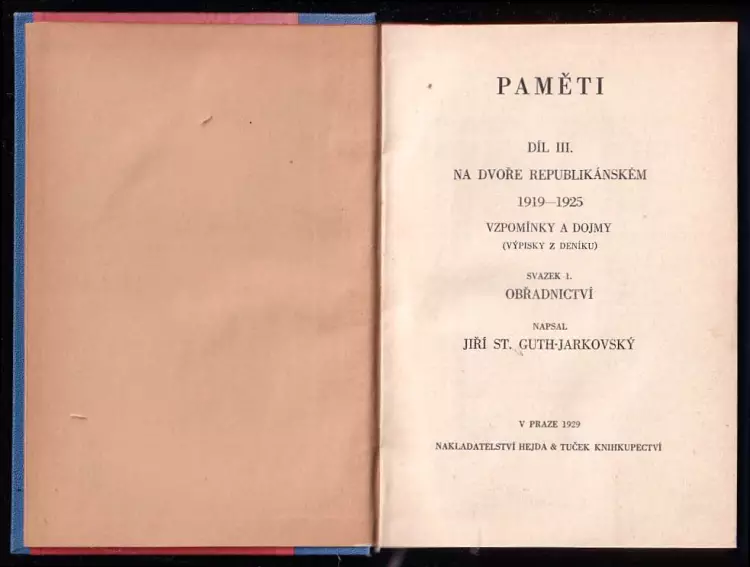 PAMĚTI
DÍL III.
NA DVOŘE REPUBLIKÁNSKÉM
1919—1925
VZPOMÍNKY A DOJMY
(VÝPISKY Z DENÍKU)
SVAZEK 1.
OBŘADNICTVÍ
NAPSAL
JIŘÍ ST. GUTH-JARKOVSKÝ
V PRAZE 1929
NAKLADATELSTVÍ HEJDA & TUČEK KNIHKUPECTVÍ